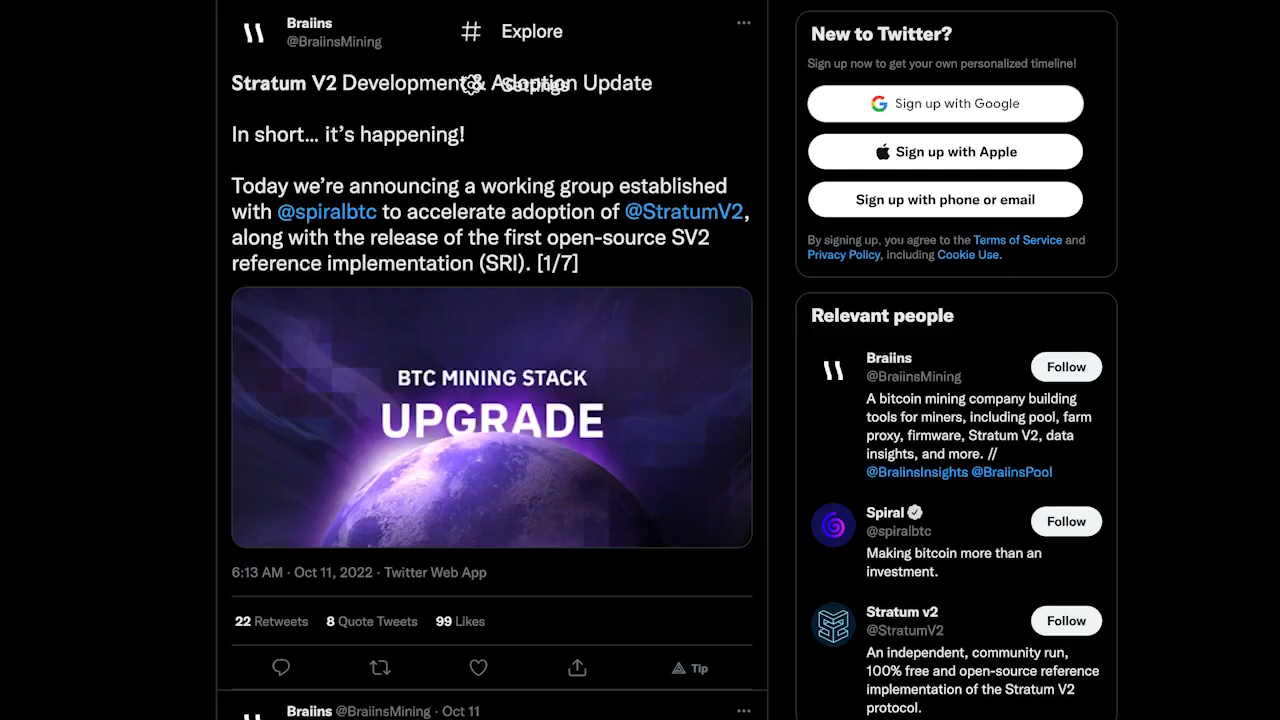 Braiins
@BraiinsMining
Explore
Stratum V2 Development & Adoption Update
Settings
In short... it's happening!
Today we're announcing a working group established
with @spiralbtc to accelerate adoption of @StratumV2,
along with the release of the first open-source SV2
reference implementation (SRI). [1/7]
BTC MINING STACK
UPGRADE
6:13 AM · Oct 11, 2022 · Twitter Web App
22 Retweets 8 Quote Tweets 99 Likes
Tip
Braiins @BraiinsMining · Oct 11
New to Twitter?
Sign up now to get your own personalized timeline!
Sign up with Google
Sign up with Apple
Sign up with phone or email
By signing up, you agree to the Terms of Service and
Privacy Policy, including Cookie Use.
Relevant people
Braiins
@BraiinsMining
Follow
A bitcoin mining company building
tools for miners, including pool, farm
proxy, firmware, Stratum V2, data
insights, and more. //
@BraiinsInsights @BraiinsPool
Spiral
@spiralbtc
Follow
Making bitcoin more than an
investment.
Stratum v2
@StratumV2
Follow
An independent, community run,
100% free and open-source reference
implementation of the Stratum V2
protocol.